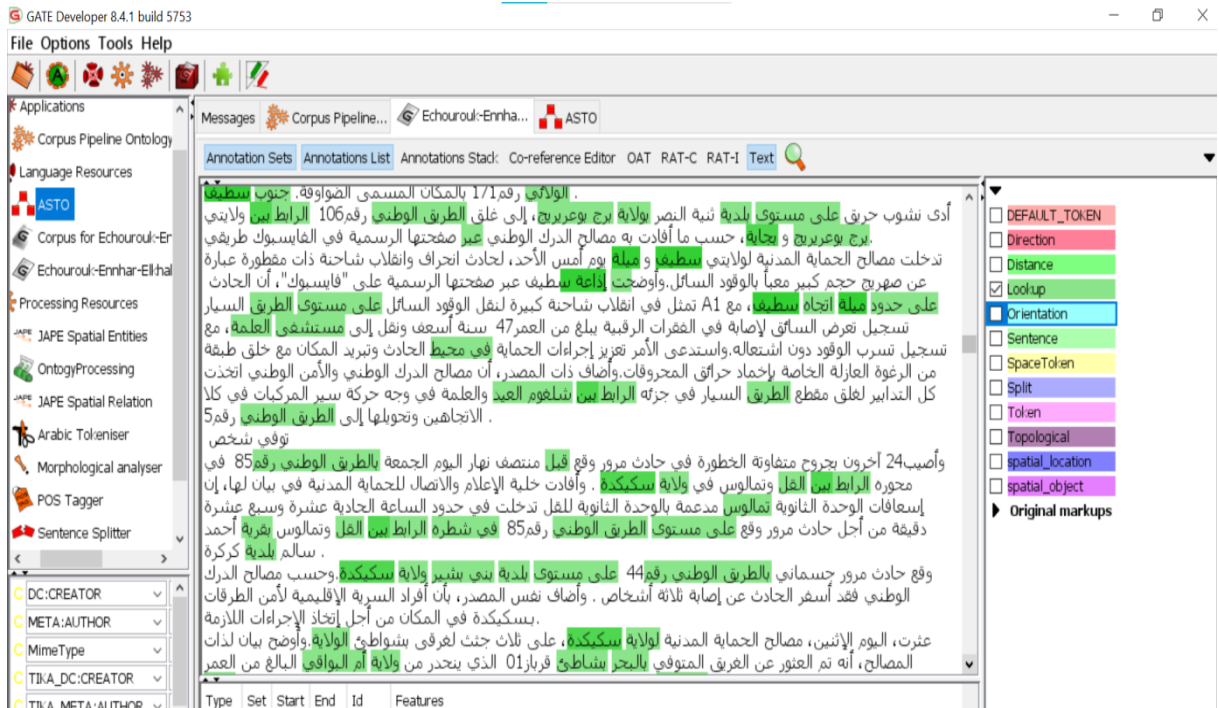 GATE Developer 8.4.1 build 5753
File Options Tools Help
Applications
Corpus Pipeline Ontology
Language Resources
ASTO
Corpus for Echorouk-Er
Echourouk-Ennhar-Elkhal
Processing Resources
JAPE Spatial Entities
OntogyProcessing
JAPE Spatial Relation
Arabic Tokeniser
Morphological analyser
POS Tagger
Sentence Splitter
DC:CREATOR
META:AUTHOR
MimeType
TIKA_DC:CREATOR
TIKA_META:AUTHOR
Messages Corpus Pipeline... Echourouk-Ennha... ASTO
Annotation Sets Annotations List Annotations Stack Co-reference Editor OAT RAT-C RAT-I Text
الولائي رقم171 بالمكان المسمى الضواوقة، جنوب سطيف .
أدى نشوب حريق على مستوى بلدية ثنية النصر بولاية برج بوعريريج، إلى غلق الطريق الوطني رقم106 الرابط بين ولايتي
برج بوعريريج و بجاية، حسب ما أفادت به مصالح الدرك الوطني عبر صفحتها الرسمية في الفايسبوك طريقي.
تدخلت مصالح الحماية المدنية لولايتي سطيف و ميلة يوم أمس الأحد، لحادث انحراف وانقلاب شاحنة ذات مقطورة عبارة
عن صهريج حجم كبير معبأ بالوقود السائل.وأوضحت إذاعة سطيف عبر صفحتها الرسمية على "فايسبوك"، أن الحادث
على حدود ميلة اتجاه سطيف، مع A1 تمثل في انقلاب شاحنة كبيرة لنقل الوقود السائل على مستوى الطريق السيار
تسجيل تعرض السائق لإصابة في الفقرات الرقبية يبلغ من العمر47 سنة أسعف ونقل إلى مستشفى العلمة، مع
تسجيل تسرب الوقود دون اشتعاله.واستدعى الأمر تعزيز إجراءات الحماية في محيط الحادث وتبريد المكان مع خلق طبقة
من الرغوة العازلة الخاصة بإخماد حرائق المحروقات.وأضاف ذات المصدر، أن مصالح الدرك الوطني والأمن الوطني اتخذت
كل التدابير لغلق مقطع الطريق السيار في جزئه الرابط بين شلغوم العيد والعلمة في وجه حركة سير المركبات في كلا
الاتجاهين وتحويلها إلى الطريق الوطني رقم5 .
توفي شخص
وأصيب24 آخرون بجروح متفاوتة الخطورة في حادث مرور وقع قبل منتصف نهار اليوم الجمعة بالطريق الوطني رقم85 في
محوره الرابط بين القل وتمالوس في ولاية سكيكدة . وأفادت خلية الإعلام والاتصال للحماية المدنية في بيان لها، إن
إسعافات الوحدة الثانوية تمالوس مدعمة بالوحدة الثانوية للقل تدخلت في حدود الساعة الحادية عشرة وسبع عشرة
دقيقة من أجل حادث مرور وقع على مستوى الطريق الوطني رقم85 في شطره الرابط بين القل وتمالوس بقرية أحمد
سالم بلدية كركرة .
وقع حادث مرور جسماني بالطريق الوطني رقم44 على مستوى بلدية بني بشير ولاية سكيكدة.وحسب مصالح الدرك
الوطني فقد أسفر الحادث عن إصابة ثلاثة أشخاص . وأضاف نفس المصدر، بأن أفراد السرية الإقليمية لأمن الطرقات
بسكيكدة في المكان من أجل إتخاذ الإجراءات اللازمة.
عثرت، اليوم الإثنين، مصالح الحماية المدنية لولاية سكيكدة، على ثلاث جثث لغرقى بشواطئ الولاية.وأوضح بيان لذات
المصالح، أنه تم العثور عن الغريق المتوفي بالبحر بشاطئ قرباز01 الذي ينحدر من ولاية أم البواقي البالغ من العمر
Type Set Start End Id Features
DEFAULT_TOKEN
Direction
Distance
Lookup
Orientation
Sentence
SpaceToken
Split
Token
Topological
spatial_location
spatial_object
Original markups